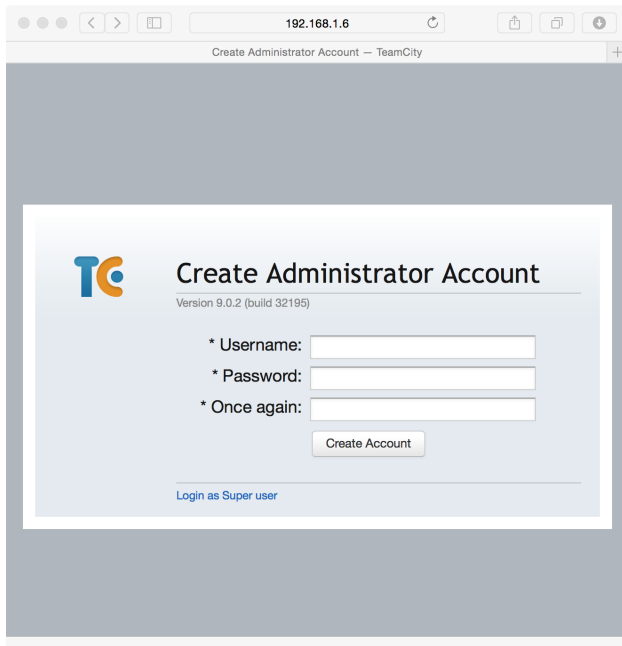 192.168.1.6
Create Administrator Account — TeamCity
TC
Create Administrator Account
Version 9.0.2 (build 32195)
* Username:
* Password:
* Once again:
Create Account
Login as Super user